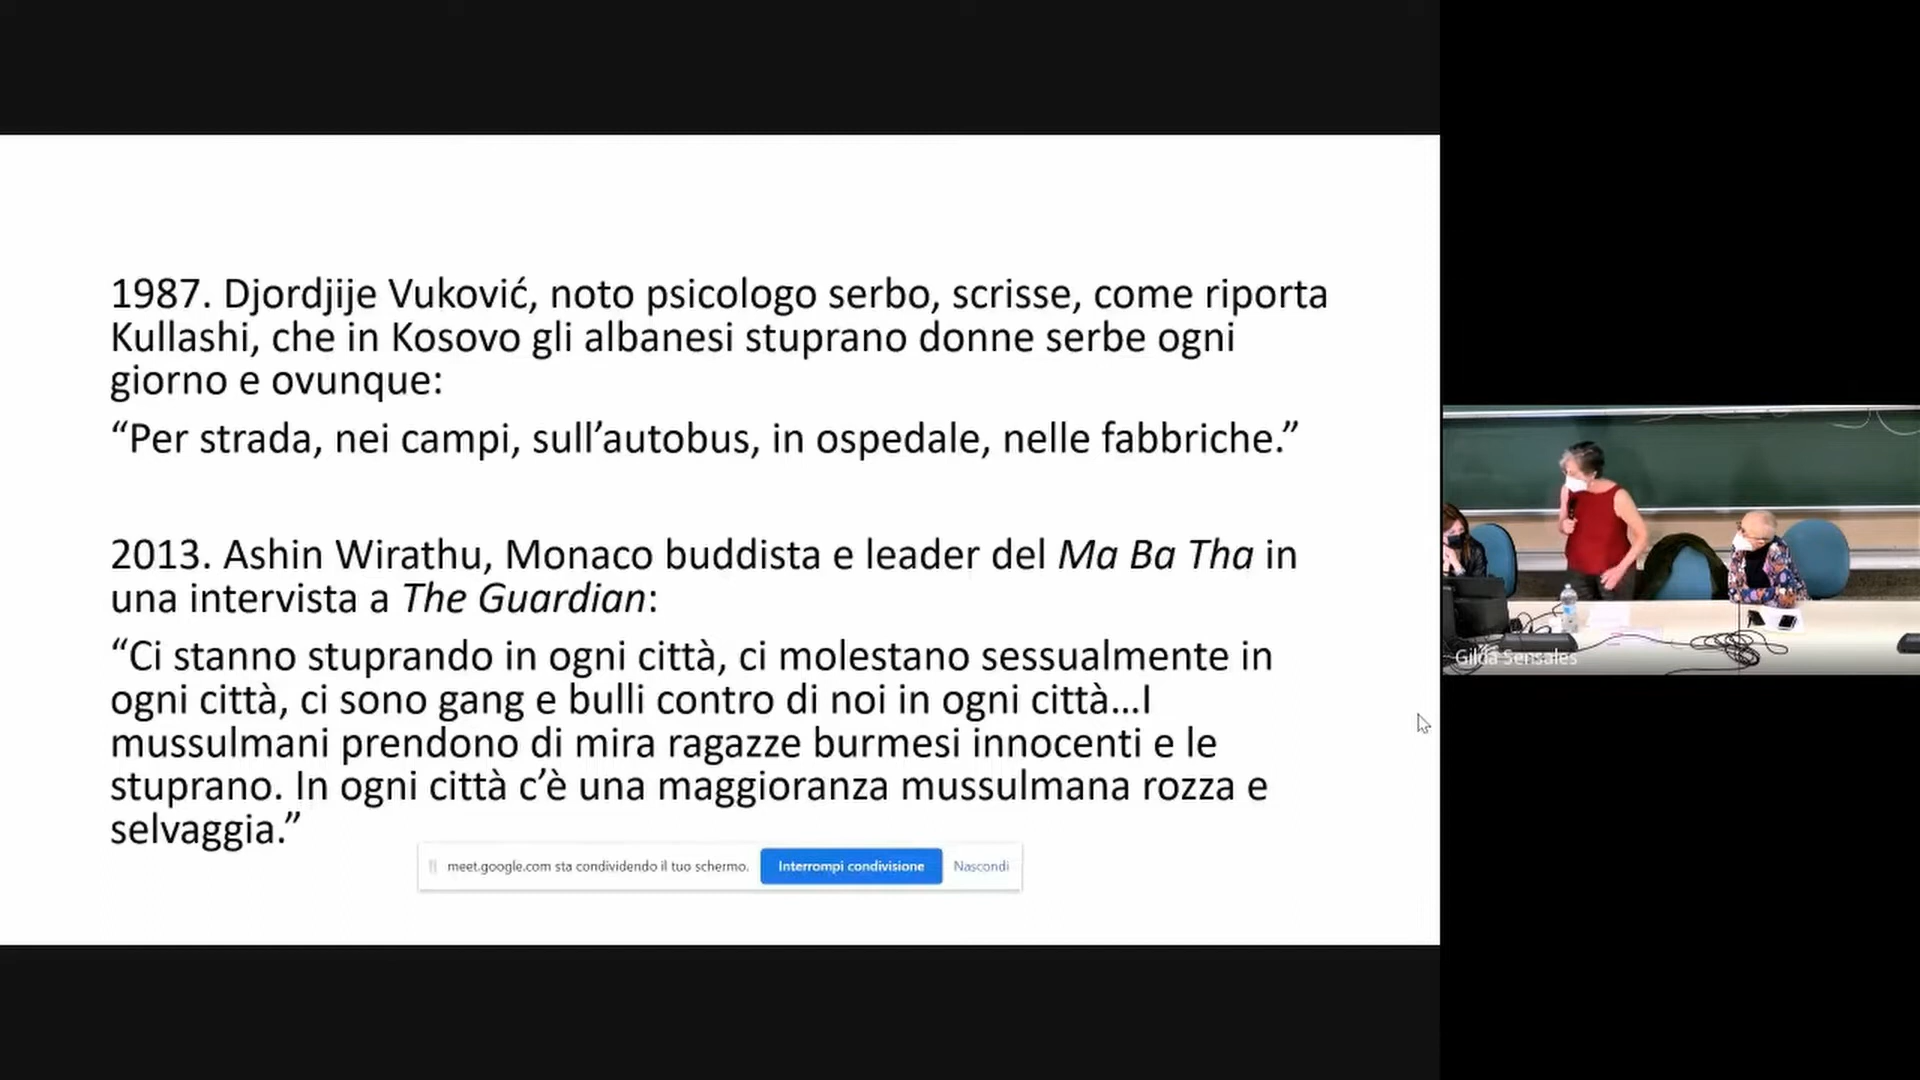 1987. Djordjije Vuković, noto psicologo serbo, scrisse, come riporta
Kullashi, che in Kosovo gli albanesi stuprano donne serbe ogni
giorno e ovunque:
“Per strada, nei campi, sull’autobus, in ospedale, nelle fabbriche.”
2013. Ashin Wirathu, Monaco buddista e leader del Ma Ba Tha in
una intervista a The Guardian:
“Ci stanno stuprando in ogni città, ci molestano sessualmente in
ogni città, ci sono gang e bulli contro di noi in ogni città...I
mussulmani prendono di mira ragazze burmesi innocenti e le
stuprano. In ogni città c’è una maggioranza mussulmana rozza e
selvaggia.”
meet.google.com sta condividendo il tuo schermo.
Interrompi condivisione
Nascondi
Gilda Sensales